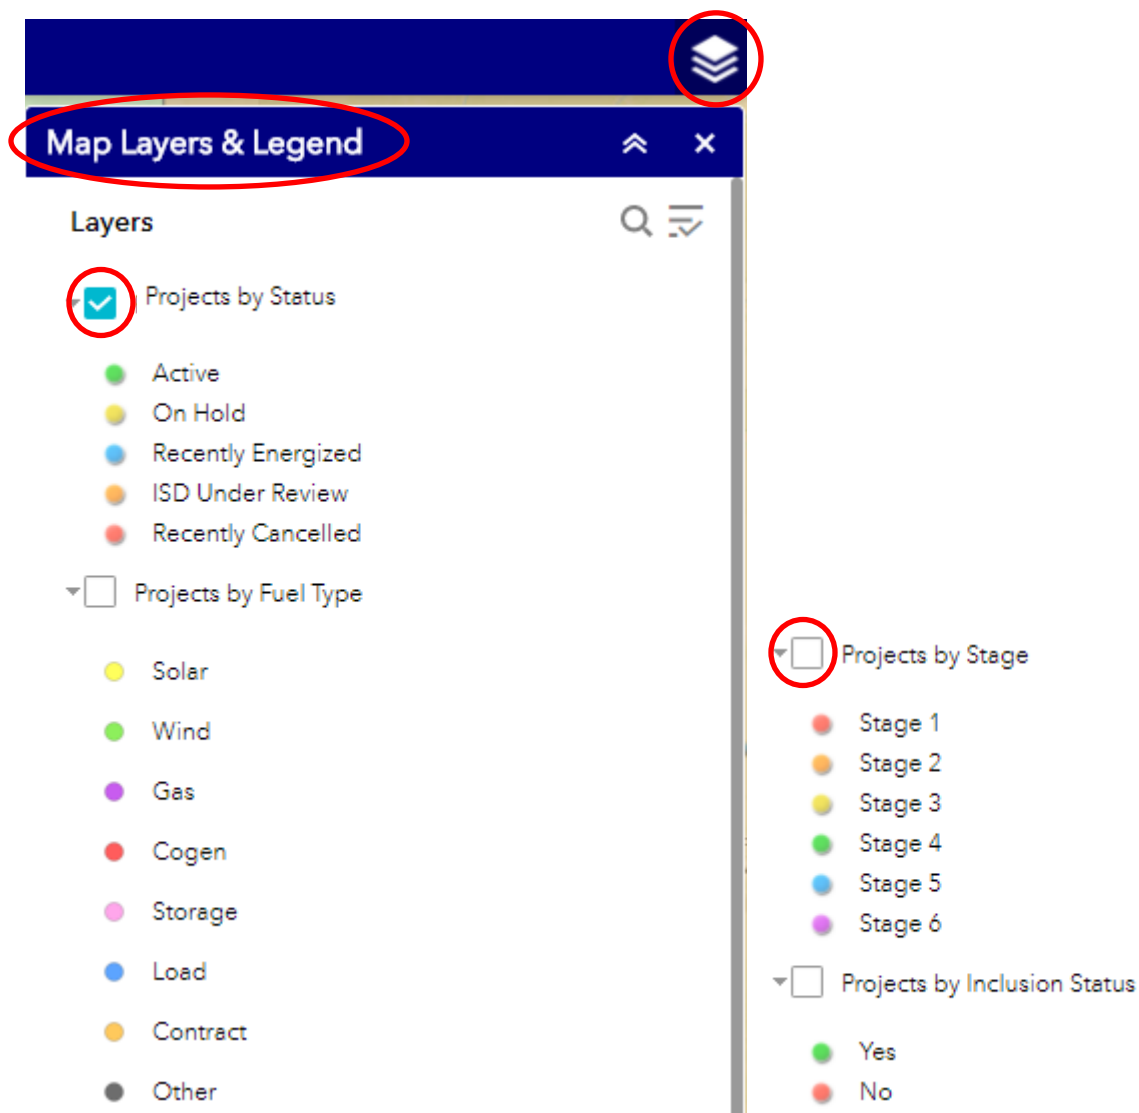 Map Layers & Legend
Layers
Projects by Status
Active
On Hold
Recently Energized
ISD Under Review
Recently Cancelled
Projects by Fuel Type
Solar
Wind
Gas
Cogen
Storage
Load
Contract
Other
Projects by Stage
Stage 1
Stage 2
Stage 3
Stage 4
Stage 5
Stage 6
Projects by Inclusion Status
Yes
No